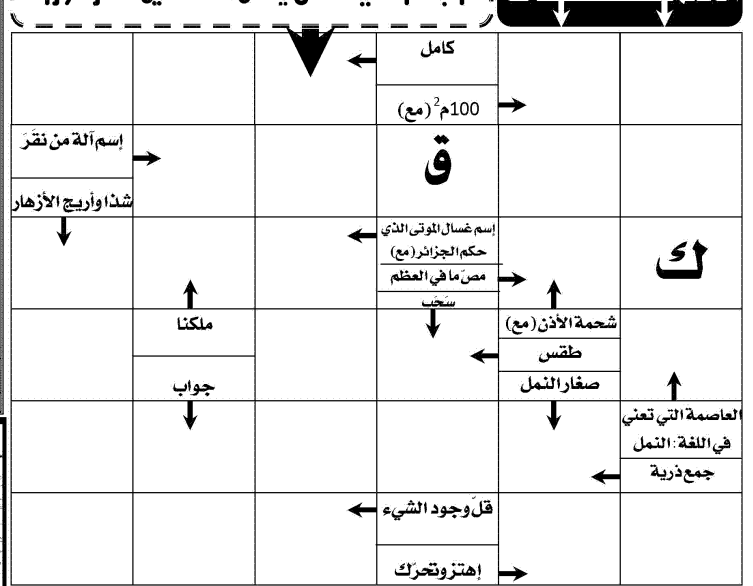 كامل
100م2 (مع)
إسم آلة من نقَرَ
شذا وأريج الأزهار
ق
إسم غسال الموتى الذي
حكم الجزائر (مع)
مصّ ما في العظم
سَحَب
ك
شحمة الأذن (مع)
طقس
صغار النمل
ملكنا
جواب
العاصمة التي تعني
في اللغة: النمل
جمع ذرية
قلّ وجود الشيء
إهتز وتحرّك